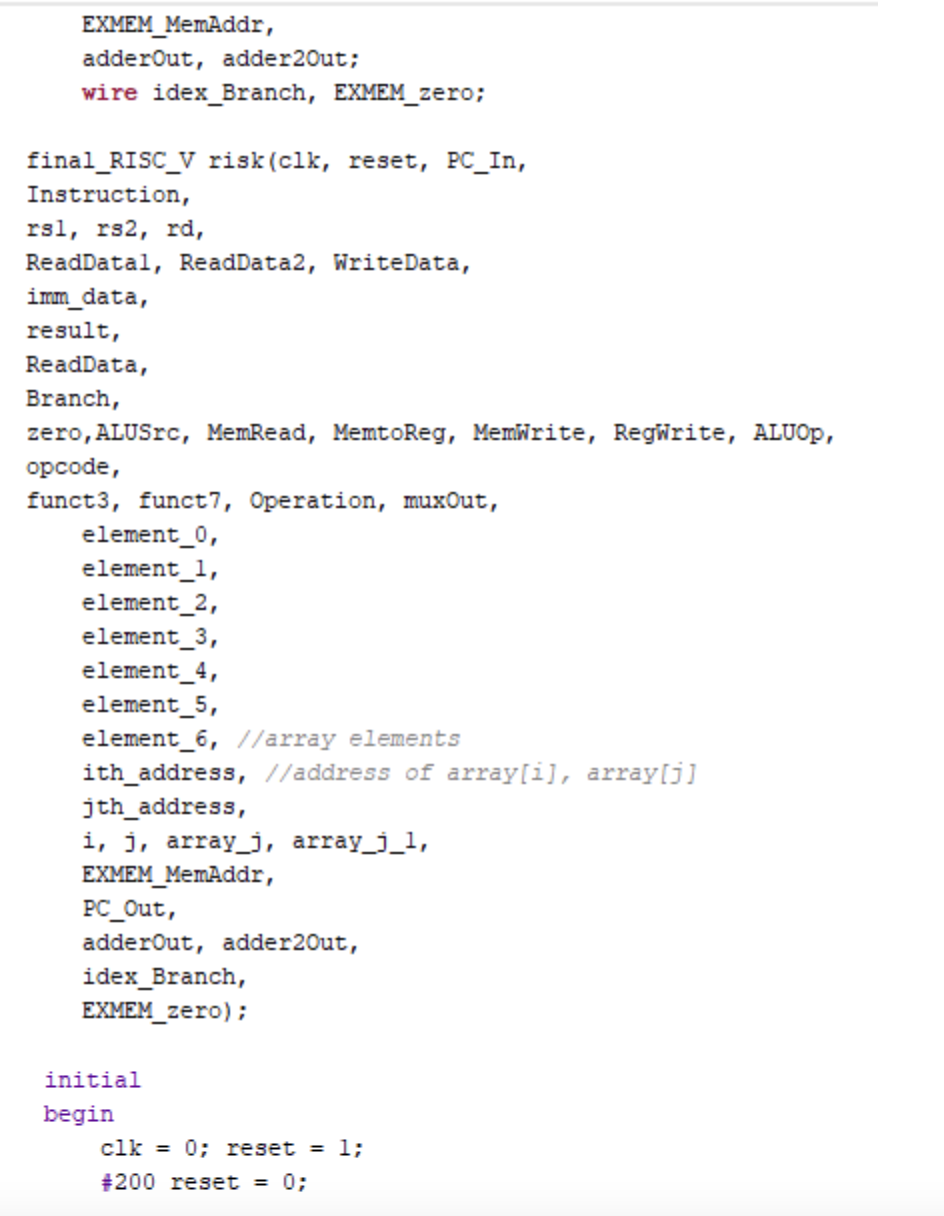 EXMEM_MemAddr,
adderOut, adder2Out;
wire idex_Branch, EXMEM_zero;
final_RISC_V risk(clk, reset, PC_In,
Instruction,
rs1, rs2, rd,
ReadData1, ReadData2, WriteData,
imm_data,
result,
ReadData,
Branch,
zero,ALUSrc, MemRead, MemtoReg, MemWrite, RegWrite, ALUOp,
opcode,
funct3, funct7, Operation, muxOut,
element_0,
element_1,
element_2,
element_3,
element_4,
element_5,
element_6, //array elements
ith_address, //address of array[i], array[j]
jth_address,
i, j, array_j, array_j_1,
EXMEM_MemAddr,
PC_Out,
adderOut, adder2Out,
idex_Branch,
EXMEM_zero);
initial
begin
clk = 0; reset = 1;
#200 reset = 0;